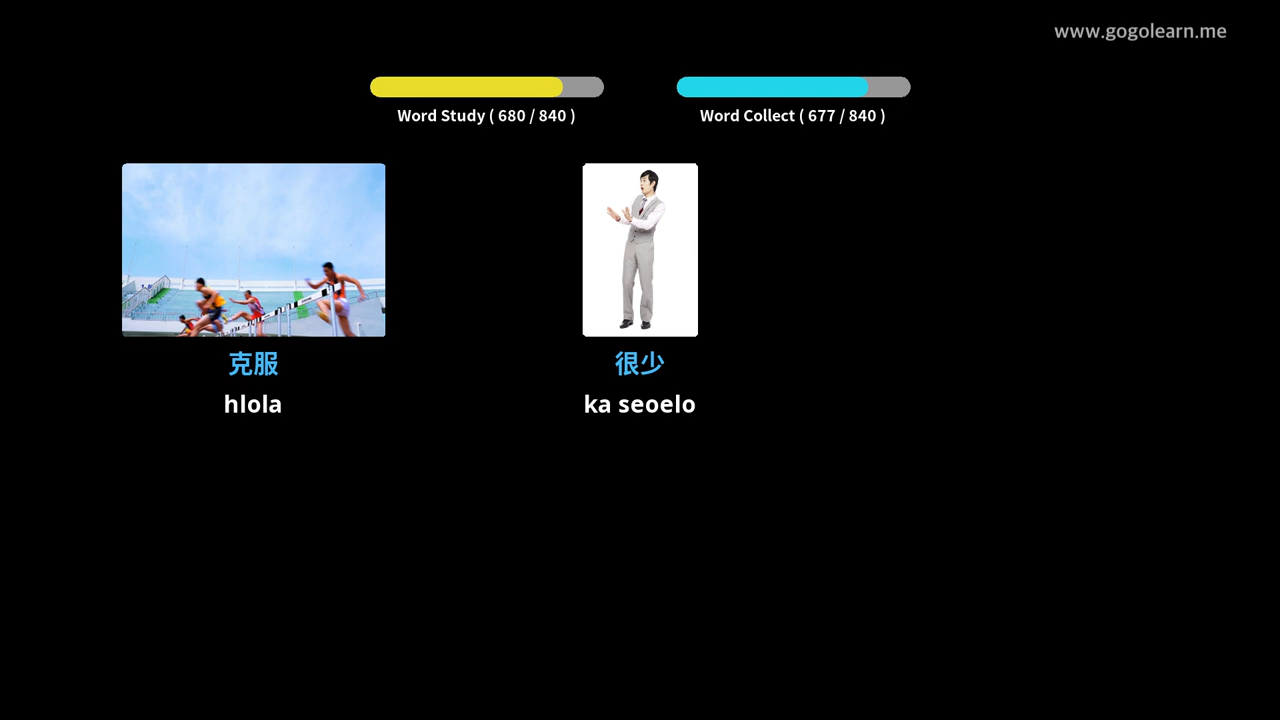 www.gogolearn.me
Word Study ( 680 / 840 )
Word Collect ( 677 / 840 )
克服
hlola
很少
ka seoelo